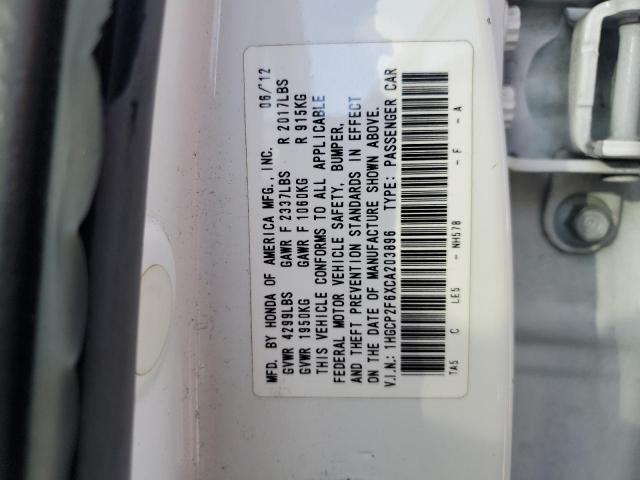 MFD. BY HONDA OF AMERICA MFG., INC. 06/12
GVWR 4299LBS GAWR F 2337LBS R 2017LBS
GVWR 1950KG GAWR F 1060KG R 915KG
THIS VEHICLE CONFORMS TO ALL APPLICABLE
FEDERAL MOTOR VEHICLE SAFETY, BUMPER,
AND THEFT PREVENTION STANDARDS IN EFFECT
ON THE DATE OF MANUFACTURE SHOWN ABOVE.
V.I.N.: 1HGCP2F6XCA203896 TYPE: PASSENGER CAR
TA5 C LE5 - NH578 - F - A